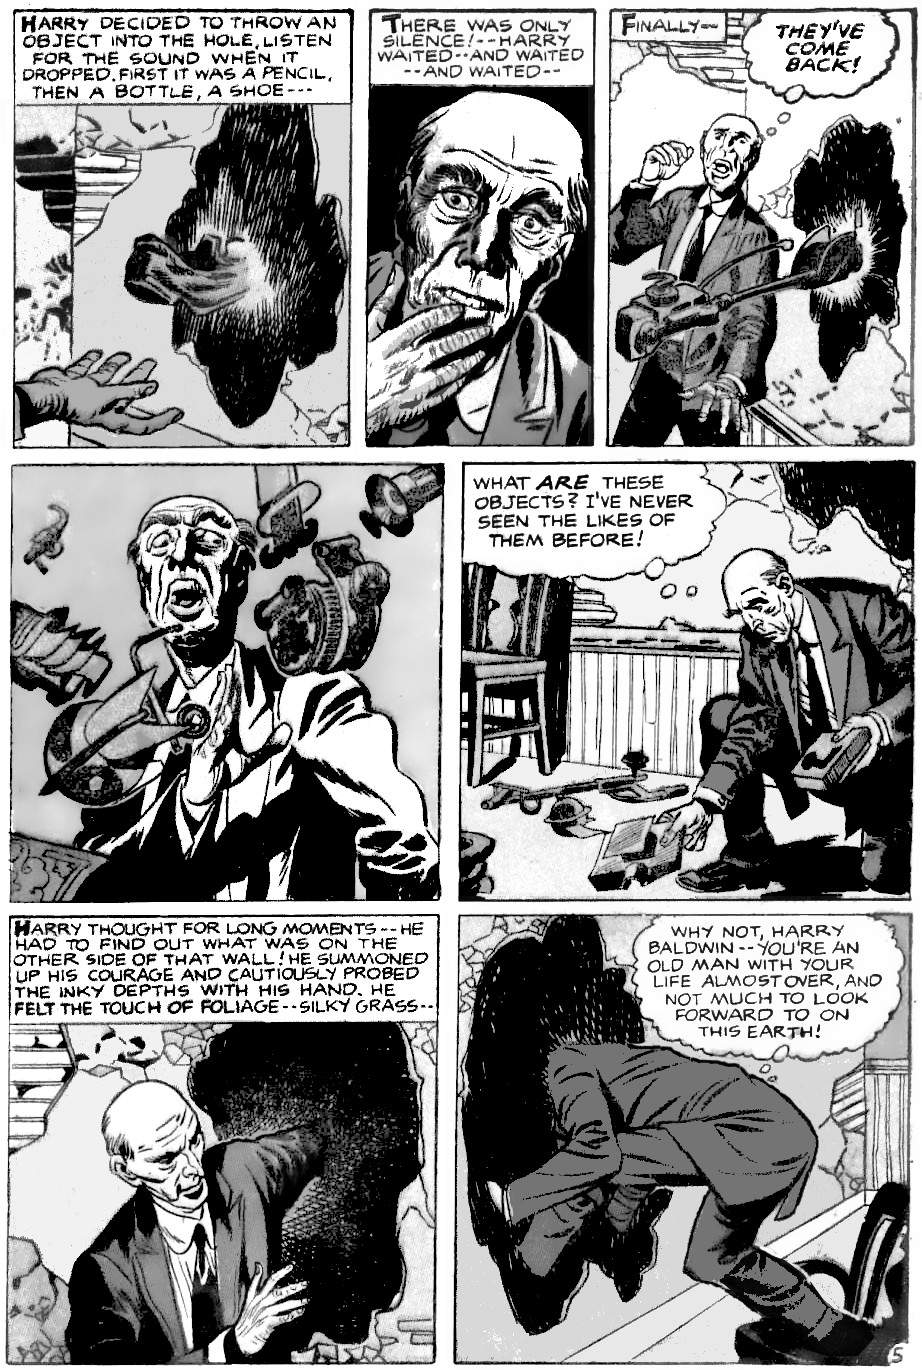 HARRY DECIDED TO THROW AN
OBJECT INTO THE HOLE, LISTEN
FOR THE SOUND WHEN IT
DROPPED. FIRST IT WAS A PENCIL,
THEN A BOTTLE, A SHOE---
THERE WAS ONLY
SILENCE!--HARRY
WAITED--AND WAITED
--AND WAITED--
FINALLY--
THEY'VE
COME
BACK!
WHAT ARE THESE
OBJECTS? I'VE NEVER
SEEN THE LIKES OF
THEM BEFORE!
HARRY THOUGHT FOR LONG MOMENTS--HE
HAD TO FIND OUT WHAT WAS ON THE
OTHER SIDE OF THAT WALL! HE SUMMONED
UP HIS COURAGE AND CAUTIOUSLY PROBED
THE INKY DEPTHS WITH HIS HAND. HE
FELT THE TOUCH OF FOLIAGE--SILKY GRASS--
WHY NOT, HARRY
BALDWIN--YOU'RE AN
OLD MAN WITH YOUR
LIFE ALMOST OVER, AND
NOT MUCH TO LOOK
FORWARD TO ON
THIS EARTH!
5